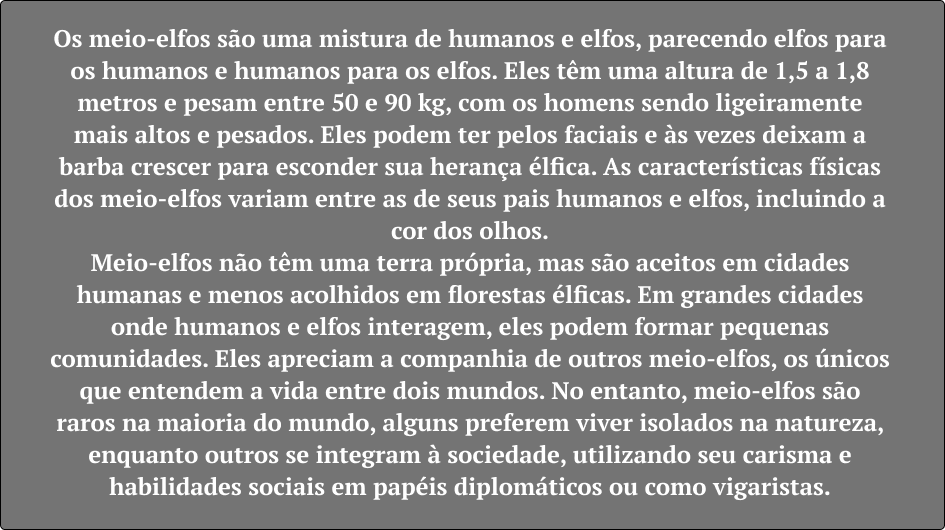 Os meio-elfos são uma mistura de humanos e elfos, parecendo elfos para
os humanos e humanos para os elfos. Eles têm uma altura de 1,5 a 1,8
metros e pesam entre 50 e 90 kg, com os homens sendo ligeiramente
mais altos e pesados. Eles podem ter pelos faciais e às vezes deixam a
barba crescer para esconder sua herança élfica. As características físicas
dos meio-elfos variam entre as de seus pais humanos e elfos, incluindo a
cor dos olhos.
Meio-elfos não têm uma terra própria, mas são aceitos em cidades
humanas e menos acolhidos em florestas élficas. Em grandes cidades
onde humanos e elfos interagem, eles podem formar pequenas
comunidades. Eles apreciam a companhia de outros meio-elfos, os únicos
que entendem a vida entre dois mundos. No entanto, meio-elfos são
raros na maioria do mundo, alguns preferem viver isolados na natureza,
enquanto outros se integram à sociedade, utilizando seu carisma e
habilidades sociais em papéis diplomáticos ou como vigaristas.